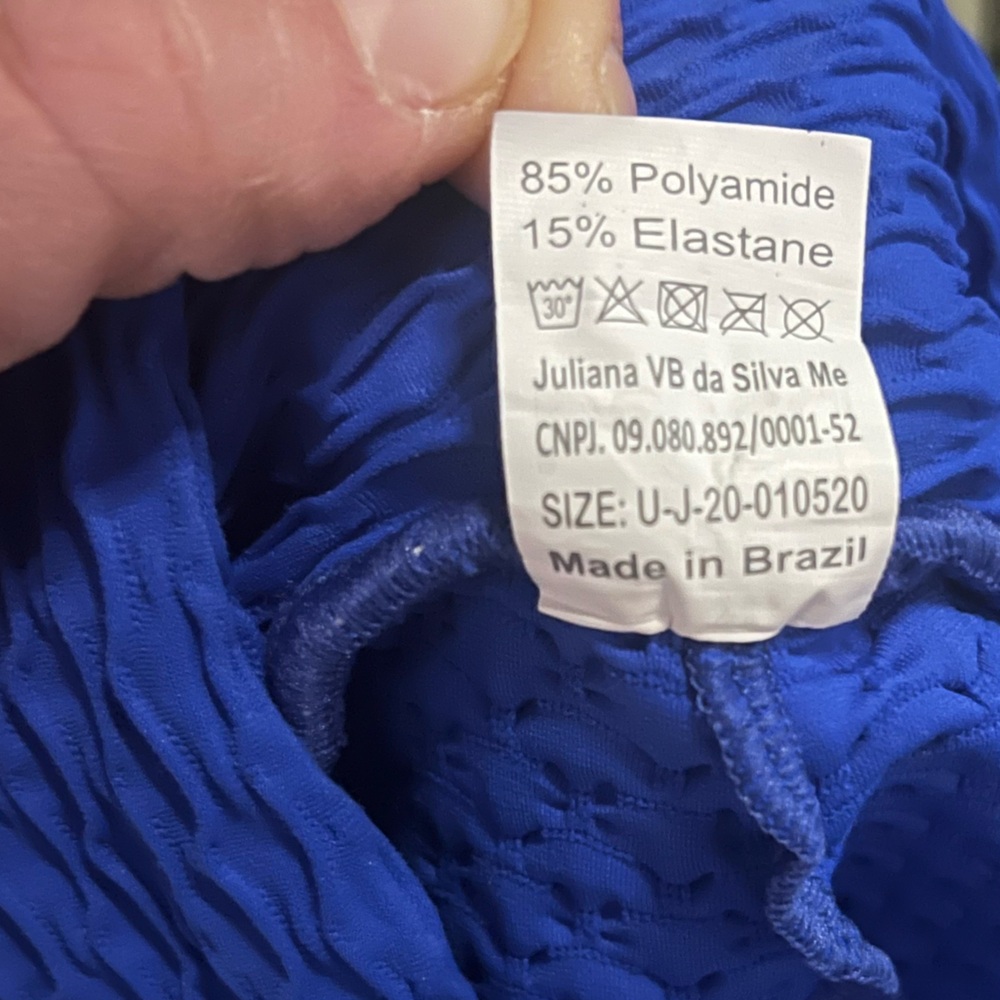 85% Polyamide
15% Elastane
30°
Juliana VB da Silva Me
CNPJ. 09.080.892/0001-52
SIZE: U-J-20-010520
Made in Brazil